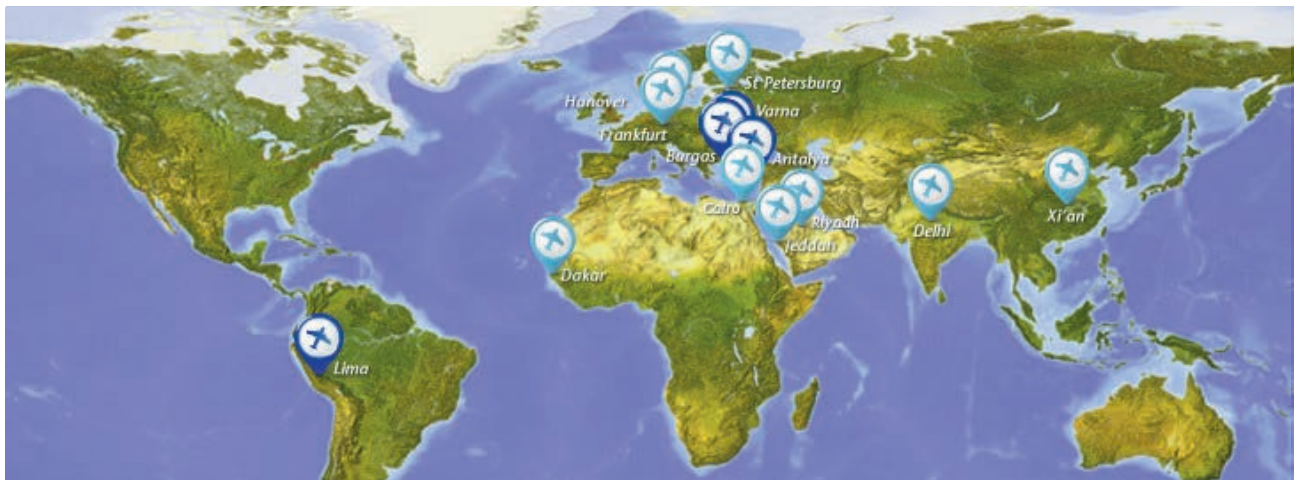 St Petersburg
Hanover
Varna
Frankfurt
Burgas
Antalya
Cairo
Riyadh
Delhi
Xi'an
Jeddah
Dakar
Lima